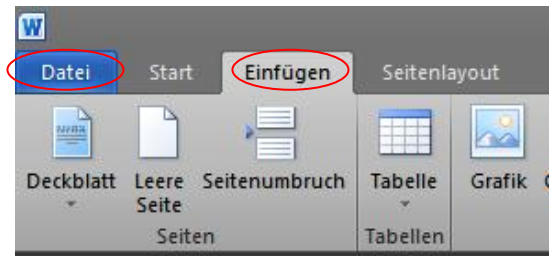 W
Datei Start Einfügen Seitenlayout
Deckblatt Leere Seite Seitenumbruch Tabelle Grafik
Seiten Tabellen